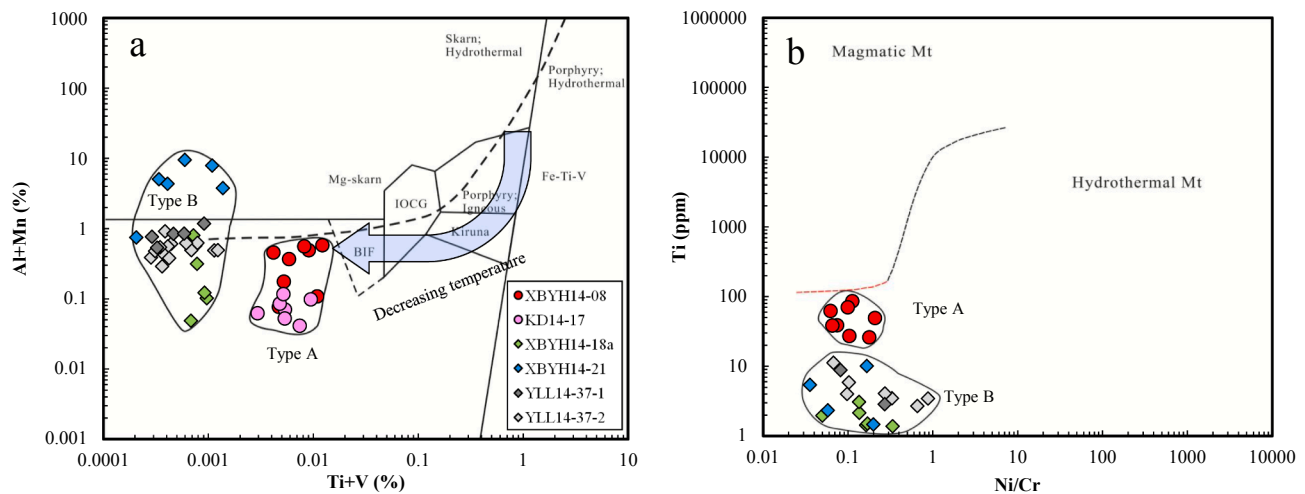 a
1000
100
10
1
0.1
0.01
0.001
Al+Mn (%)
0.0001
0.001
0.01
0.1
1
10
Ti+V (%)
Skarn;
Hydrothermal
Porphyry;
Hydrothermal
Mg-skarn
IOCG
Fe-Ti-V
Porphyry;
Igneous
Kiruna
BIF
Decreasing temperature
Type B
Type A
XBYH14-08
KD14-17
XBYH14-18a
XBYH14-21
YLL14-37-1
YLL14-37-2
b
1000000
100000
10000
1000
100
10
1
Ti (ppm)
0.01
0.1
1
10
100
1000
10000
Ni/Cr
Magmatic Mt
Hydrothermal Mt
Type A
Type B